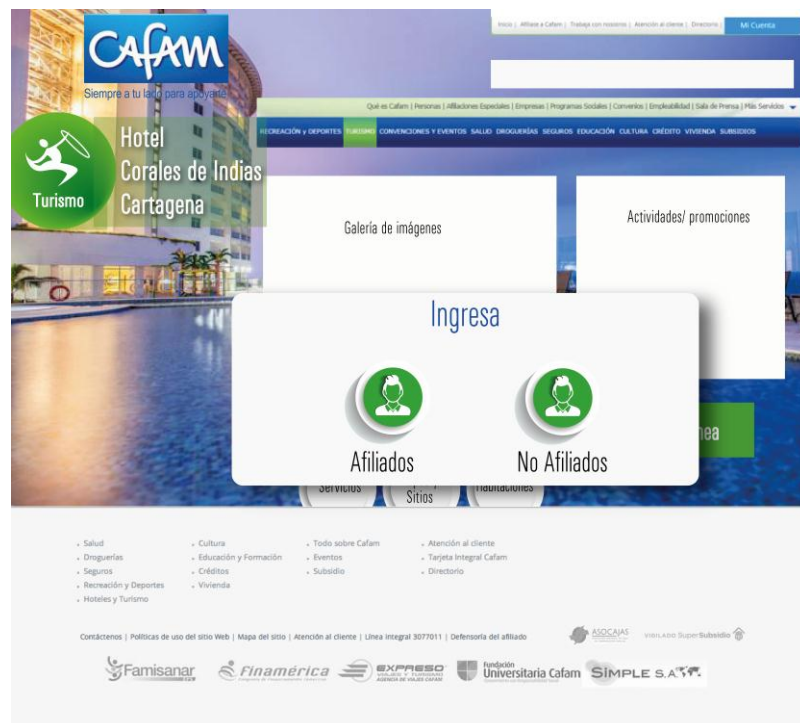 Inicio | Afíliase a Cafam | Trabaje con nosotros | Atención al cliente | Directorio |
Mi Cuenta
CAFAM
Siempre a tu lado para apoyarte
Qué es Cafam | Personas | Afiliaciones Especiales | Empresas | Programas Sociales | Convenios | Empleabilidad | Sala de Prensa | Más Servicios
RECREACIÓN y DEPORTES TURISMO CONVENCIONES Y EVENTOS SALUD DROGUERÍAS SEGUROS EDUCACIÓN CULTURA CRÉDITO VIVIENDA SUBSIDIOS
Turismo
Hotel
Corales de Indias
Cartagena
Galería de imágenes
Actividades/ promociones
Ingresa
Afiliados
No Afiliados
nea
Servicios
Sitios
Habitaciones
Salud
Droguerías
Seguros
Recreación y Deportes
Hoteles y Turismo
Cultura
Educación y Formación
Créditos
Vivienda
Todo sobre Cafam
Eventos
Subsidio
Atención al cliente
Tarjeta Integral Cafam
Directorio
Contáctenos | Políticas de uso del sitio Web | Mapa del sitio | Atención al cliente | Línea Integral 3077011 | Defensoría del afiliado
ASOCAJAS
VIGILADO SuperSubsidio
Famisanar
EPS
Finamérica
EXPRESO
VIAJES Y TURISMO
AGENCIA DE VIAJES CAFAM
Fundación
Universitaria Cafam
SIMPLE S.A.